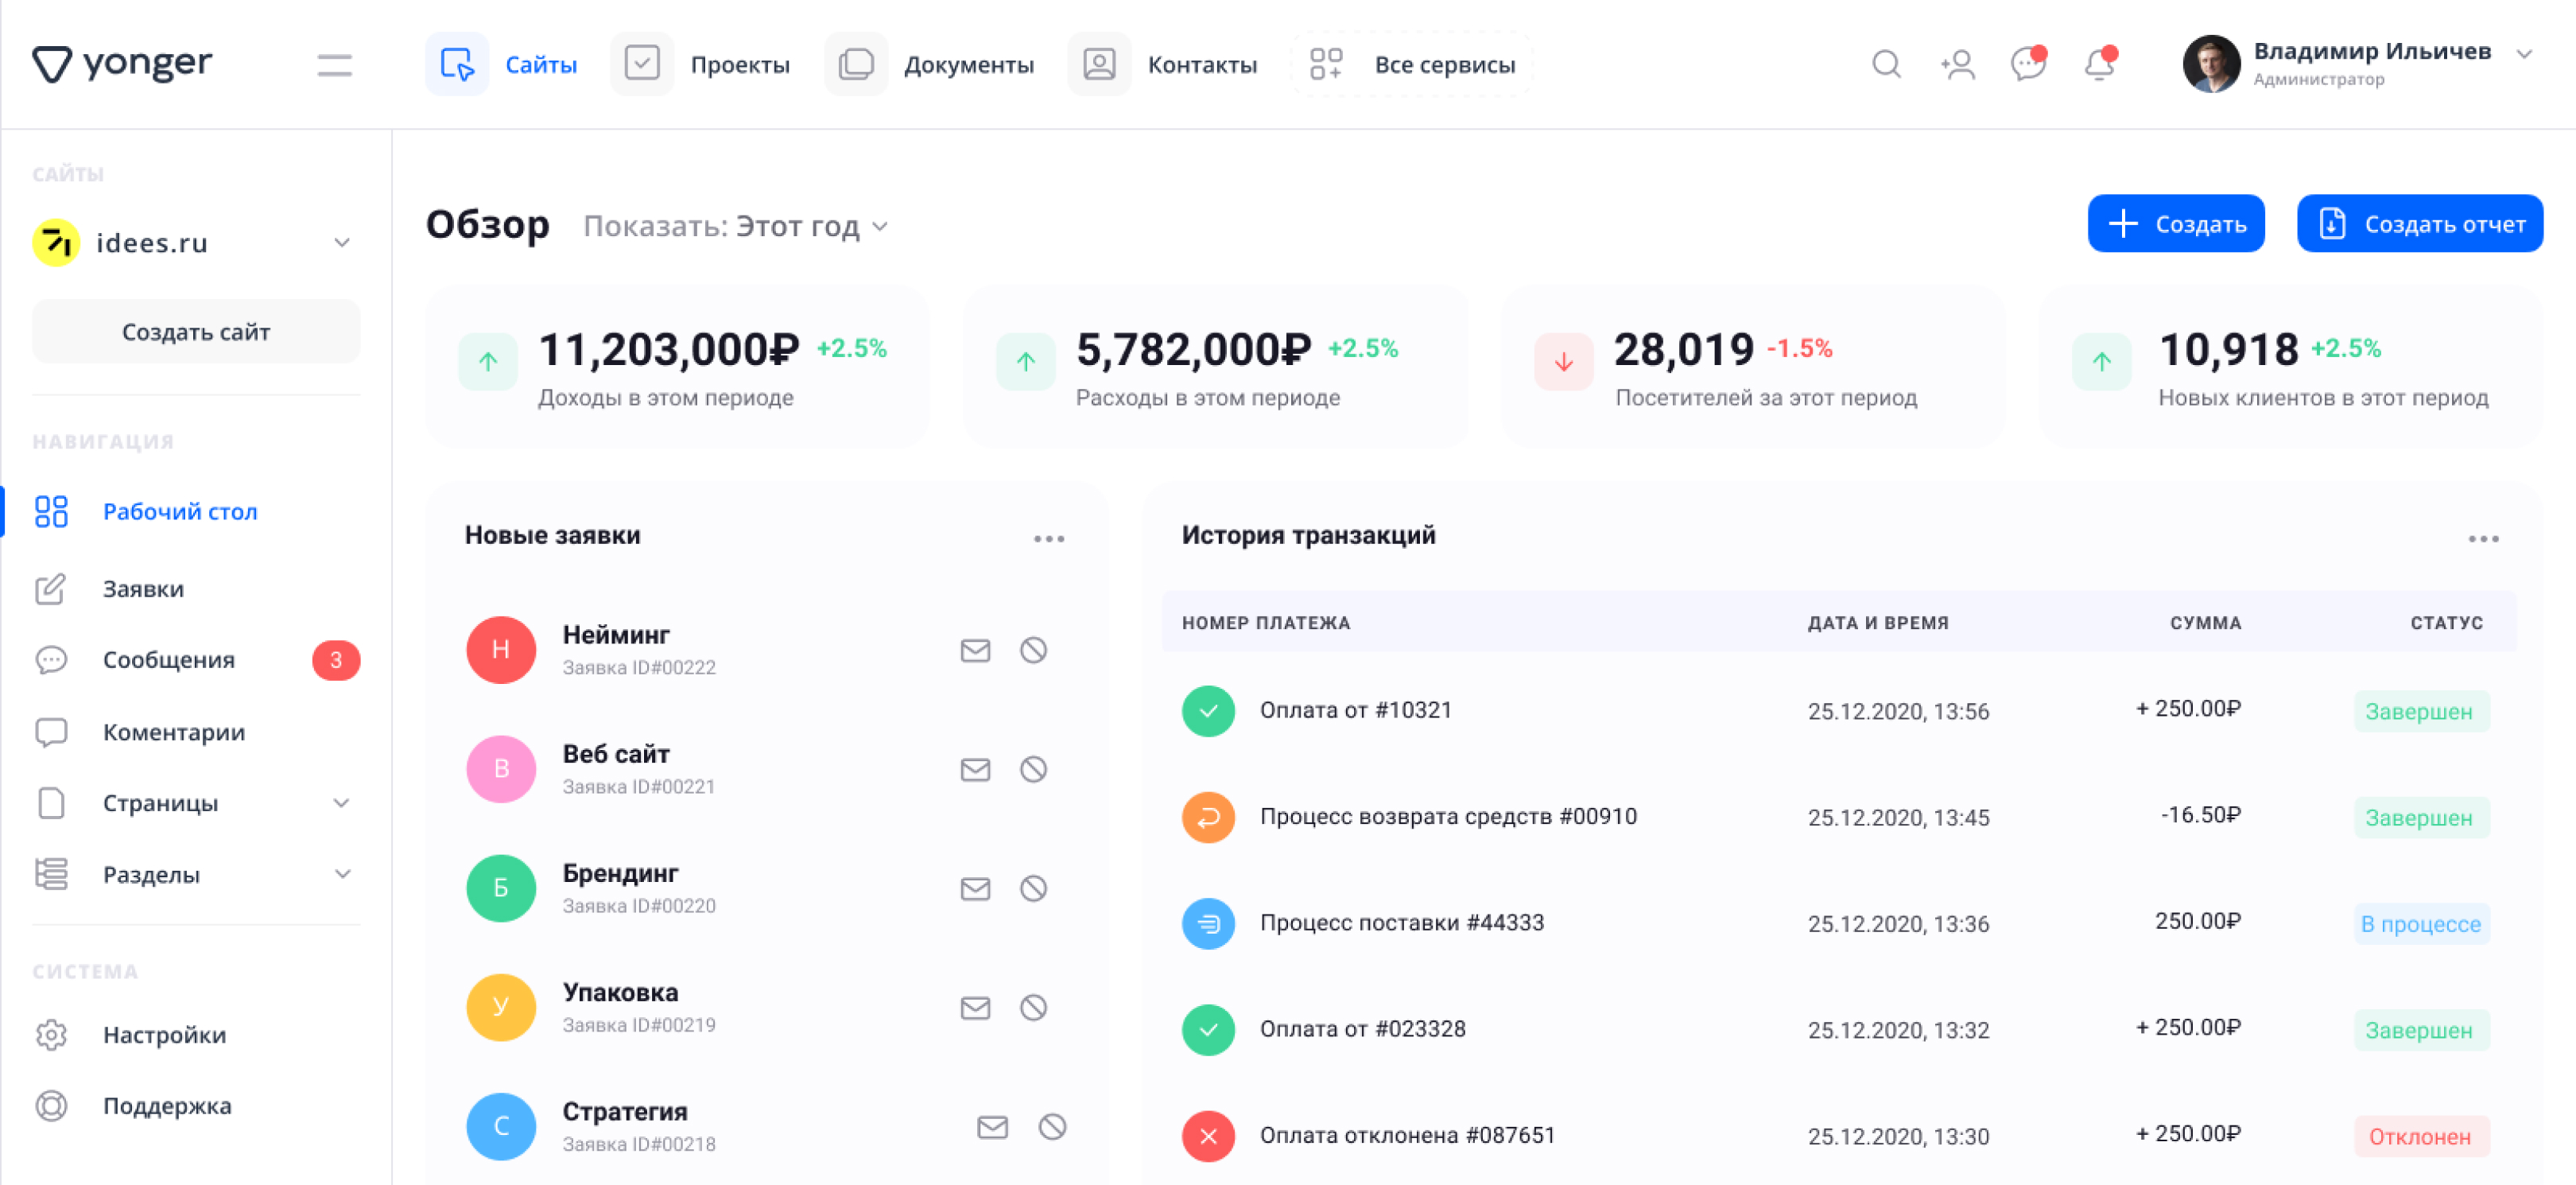 yonger
Сайты
Проекты
Документы
Контакты
Все сервисы
Владимир Ильичев
Администратор
САЙТЫ
idees.ru
Создать сайт
НАВИГАЦИЯ
Рабочий стол
Заявки
Сообщения 3
Коментарии
Страницы
Разделы
СИСТЕМА
Настройки
Поддержка
Обзор Показать: Этот год
Создать
Создать отчет
11,203,000₽ +2.5%
Доходы в этом периоде
5,782,000₽ +2.5%
Расходы в этом периоде
28,019 -1.5%
Посетителей за этот период
10,918 +2.5%
Новых клиентов в этот период
Новые заявки
Н
Нейминг
Заявка ID#00222
В
Веб сайт
Заявка ID#00221
Б
Брендинг
Заявка ID#00220
У
Упаковка
Заявка ID#00219
С
Стратегия
Заявка ID#00218
История транзакций
НОМЕР ПЛАТЕЖА ДАТА И ВРЕМЯ СУММА СТАТУС
Оплата от #10321 25.12.2020, 13:56 + 250.00₽ Завершен
Процесс возврата средств #00910 25.12.2020, 13:45 -16.50₽ Завершен
Процесс поставки #44333 25.12.2020, 13:36 250.00₽ В процессе
Оплата от #023328 25.12.2020, 13:32 + 250.00₽ Завершен
Оплата отклонена #087651 25.12.2020, 13:30 + 250.00₽ Отклонен